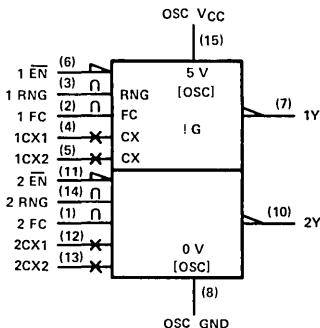 OSC VCC
(15)
1 EN (6)
1 RNG (3) ∩ RNG
1 FC (2) ∩ FC
1CX1 (4) CX
1CX2 (5) CX
5 V
[OSC]
! G
(7) 1Y
2 EN (11)
2 RNG (14) ∩
2 FC (1) ∩
2CX1 (12)
2CX2 (13)
0 V
[OSC]
(10) 2Y
(8)
OSC GND